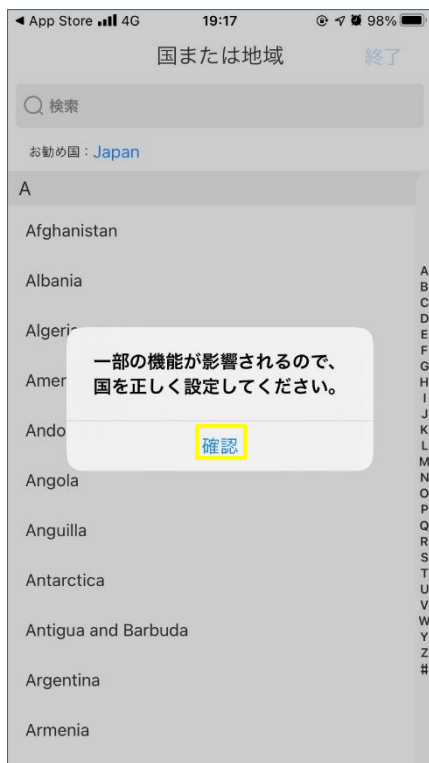 ◀ App Store 4G 19:17 98%
国または地域 終了
検索
お勧め国：Japan
A
Afghanistan
Albania
Algeri
一部の機能が影響されるので、
Amer
国を正しく設定してください。
Ando
確認
Angola
Anguilla
Antarctica
Antigua and Barbuda
Argentina
Armenia
A
B
C
D
E
F
G
H
I
J
K
L
M
N
O
P
Q
R
S
T
U
V
W
Y
Z
#